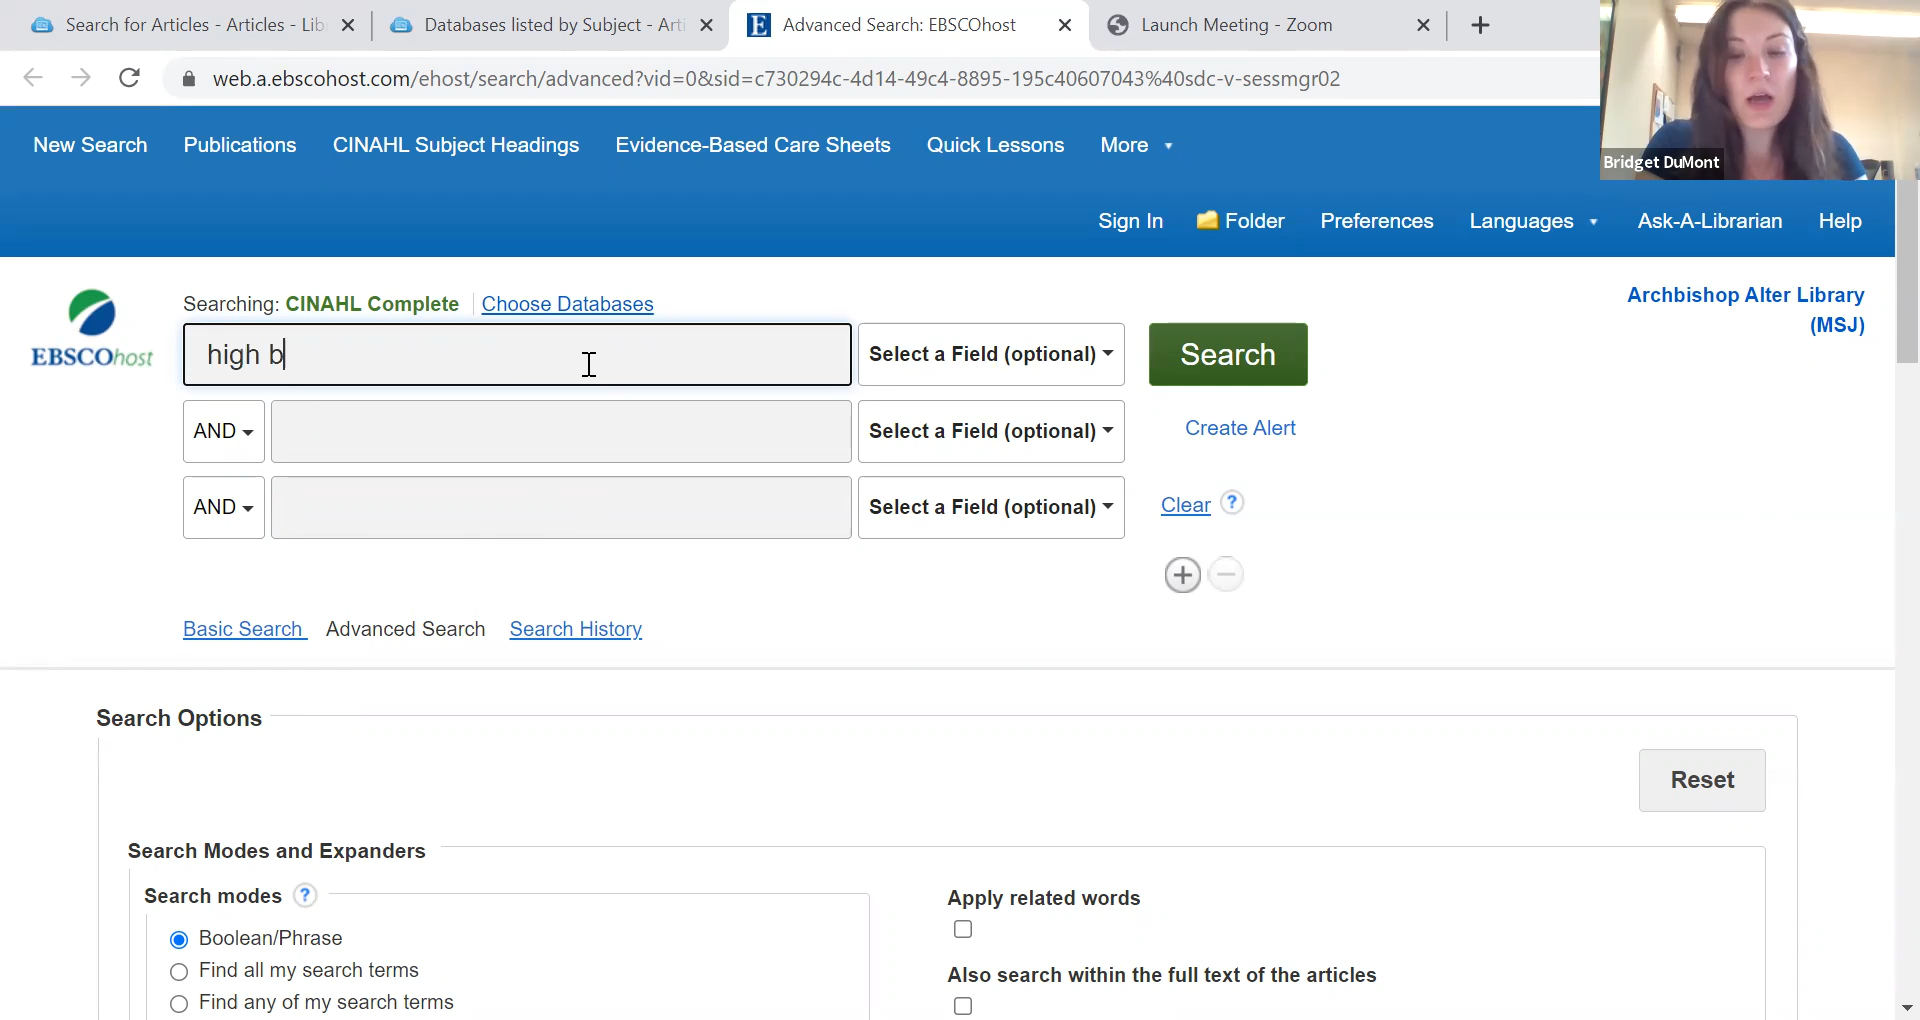 Search for Articles - Articles - Lib
Databases listed by Subject - Arti
Advanced Search: EBSCOhost
Launch Meeting - Zoom
web.a.ebscohost.com/ehost/search/advanced?vid=0&sid=c730294c-4d14-49c4-8895-195c40607043%40sdc-v-sessmgr02
Bridget DuMont
New Search Publications CINAHL Subject Headings Evidence-Based Care Sheets Quick Lessons More
Sign In Folder Preferences Languages Ask-A-Librarian Help
Searching: CINAHL Complete Choose Databases
Archbishop Alter Library
(MSJ)
EBSCOhost
high b
Select a Field (optional)
Search
AND
Select a Field (optional)
Create Alert
AND
Select a Field (optional)
Clear ?
Basic Search Advanced Search Search History
Search Options
Reset
Search Modes and Expanders
Search modes ?
Boolean/Phrase
Find all my search terms
Find any of my search terms
Apply related words
Also search within the full text of the articles